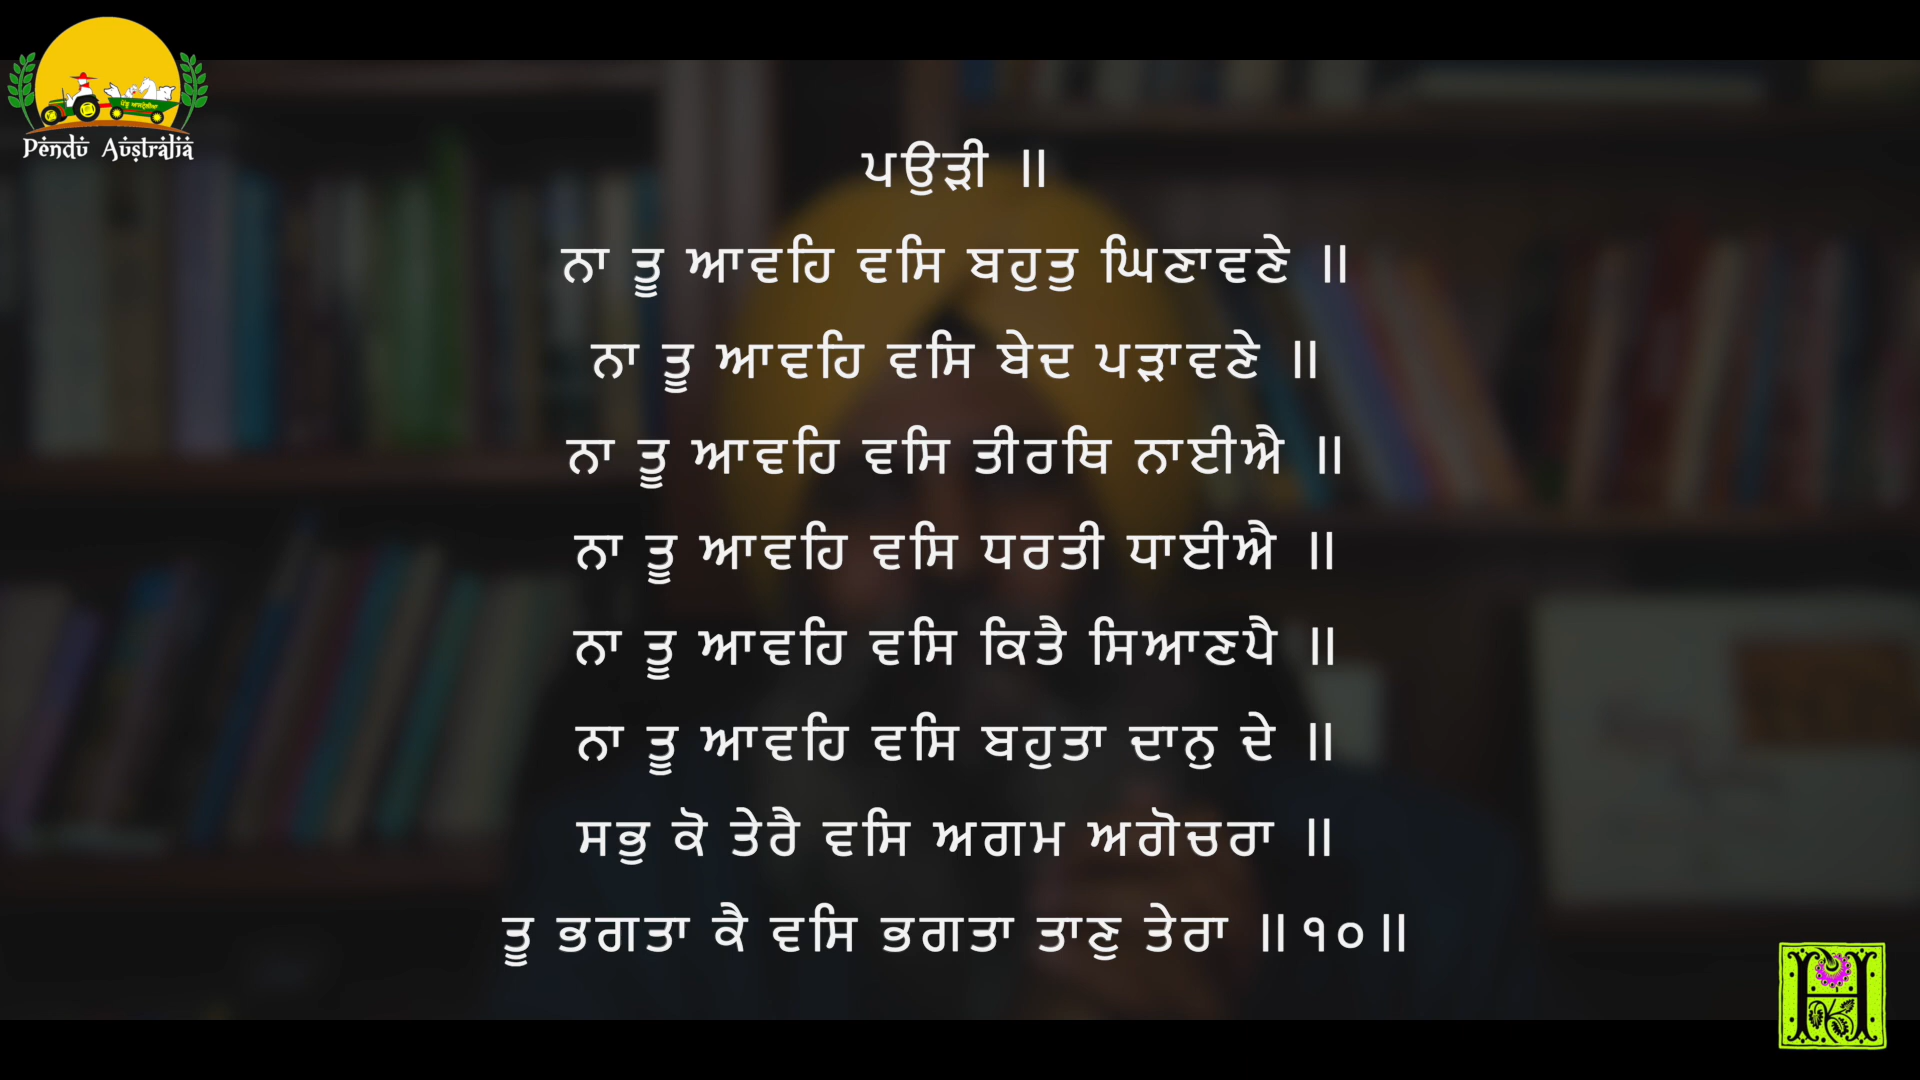 Pendu Australia
ਪਉੜੀ ॥
ਨਾ ਤੂ ਆਵਹਿ ਵਸਿ ਬਹੁਤੁ ਘਿਣਾਵਣੇ ॥
ਨਾ ਤੂ ਆਵਹਿ ਵਸਿ ਬੇਦ ਪੜਾਵਣੇ ॥
ਨਾ ਤੂ ਆਵਹਿ ਵਸਿ ਤੀਰਥਿ ਨਾਈਐ ॥
ਨਾ ਤੂ ਆਵਹਿ ਵਸਿ ਧਰਤੀ ਧਾਈਐ ॥
ਨਾ ਤੂ ਆਵਹਿ ਵਸਿ ਕਿਤੈ ਸਿਆਣਪੈ ॥
ਨਾ ਤੂ ਆਵਹਿ ਵਸਿ ਬਹੁਤਾ ਦਾਨੁ ਦੇ ॥
ਸਭੁ ਕੋ ਤੇਰੈ ਵਸਿ ਅਗਮ ਅਗੋਚਰਾ ॥
ਤੂ ਭਗਤਾ ਕੈ ਵਸਿ ਭਗਤਾ ਤਾਣੁ ਤੇਰਾ ॥੧੦॥
H